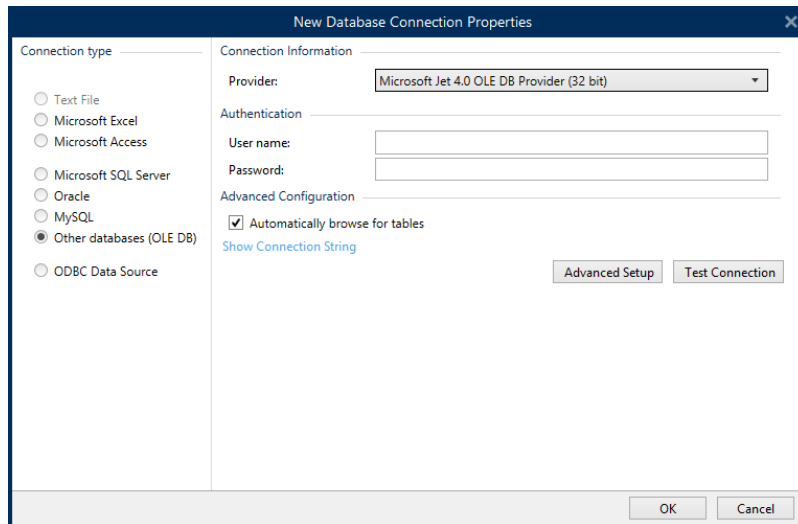 New Database Connection Properties
Connection type
Text File
Microsoft Excel
Microsoft Access
Microsoft SQL Server
Oracle
MySQL
Other databases (OLE DB)
ODBC Data Source
Connection Information
Provider: Microsoft Jet 4.0 OLE DB Provider (32 bit)
Authentication
User name:
Password:
Advanced Configuration
Automatically browse for tables
Show Connection String
Advanced Setup Test Connection
OK Cancel